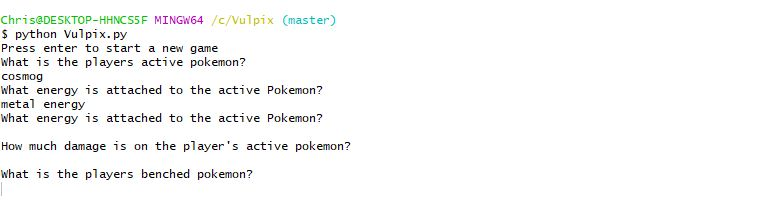 Chris@DESKTOP-HHNCS5F MINGW64 /c/Vulpix (master)
$ python Vulpix.py
Press enter to start a new game
What is the players active pokemon?
cosmog
What energy is attached to the active Pokemon?
metal energy
What energy is attached to the active Pokemon?
How much damage is on the player's active pokemon?
What is the players benched pokemon?